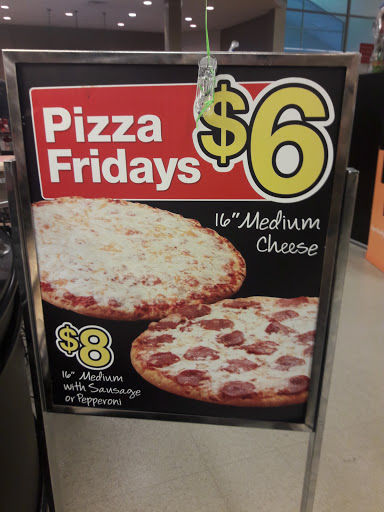 Pizza
Fridays
$6
16" Medium
Cheese
$8
16" Medium
with Sausage
or Pepperoni